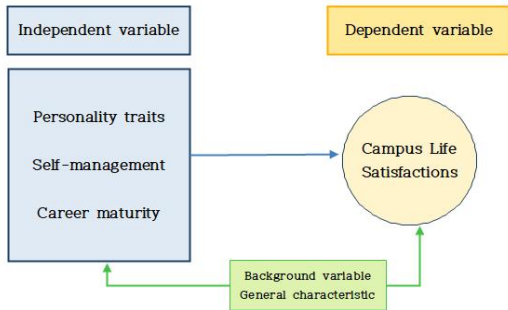 Independent variable
Dependent variable
Personality traits
Self-management
Career maturity
Campus Life
Satisfactions
Background variable
General characteristic